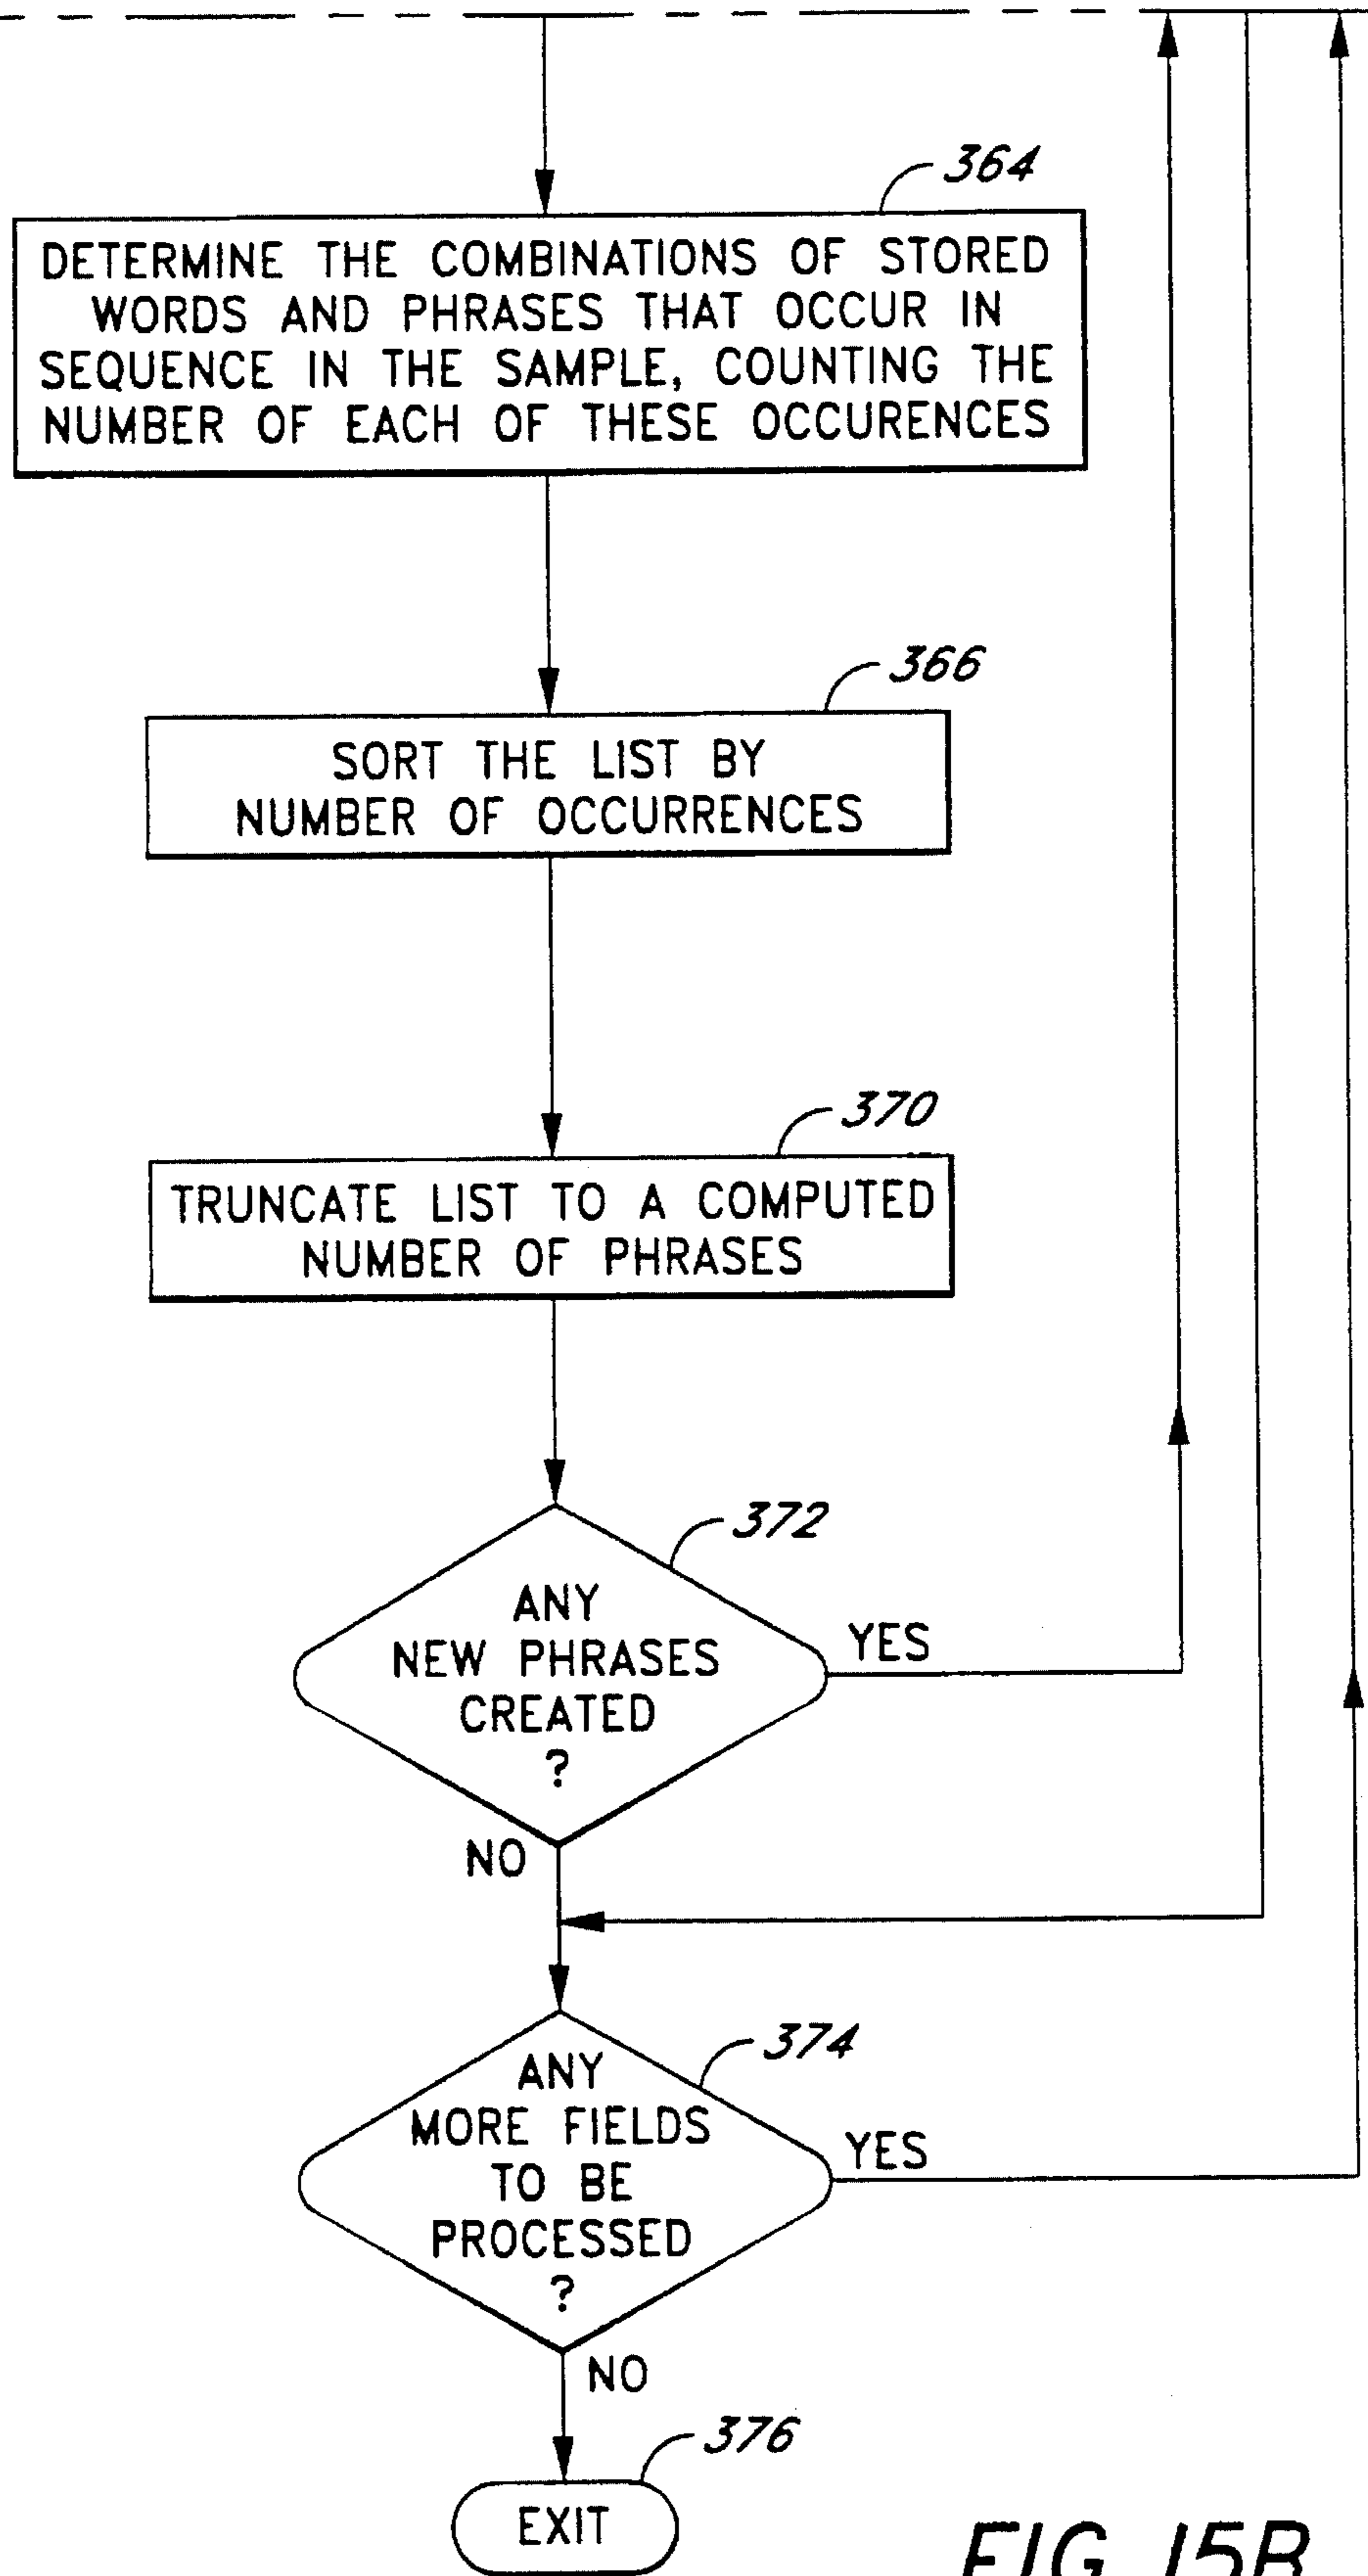 364
DETERMINE THE COMBINATIONS OF STORED
WORDS AND PHRASES THAT OCCUR IN
SEQUENCE IN THE SAMPLE, COUNTING THE
NUMBER OF EACH OF THESE OCCURENCES
366
SORT THE LIST BY
NUMBER OF OCCURRENCES
370
TRUNCATE LIST TO A COMPUTED
NUMBER OF PHRASES
372
ANY
NEW PHRASES
CREATED
?
YES
NO
374
ANY
MORE FIELDS
TO BE
PROCESSED
?
YES
NO
376
EXIT
FIG. 15B